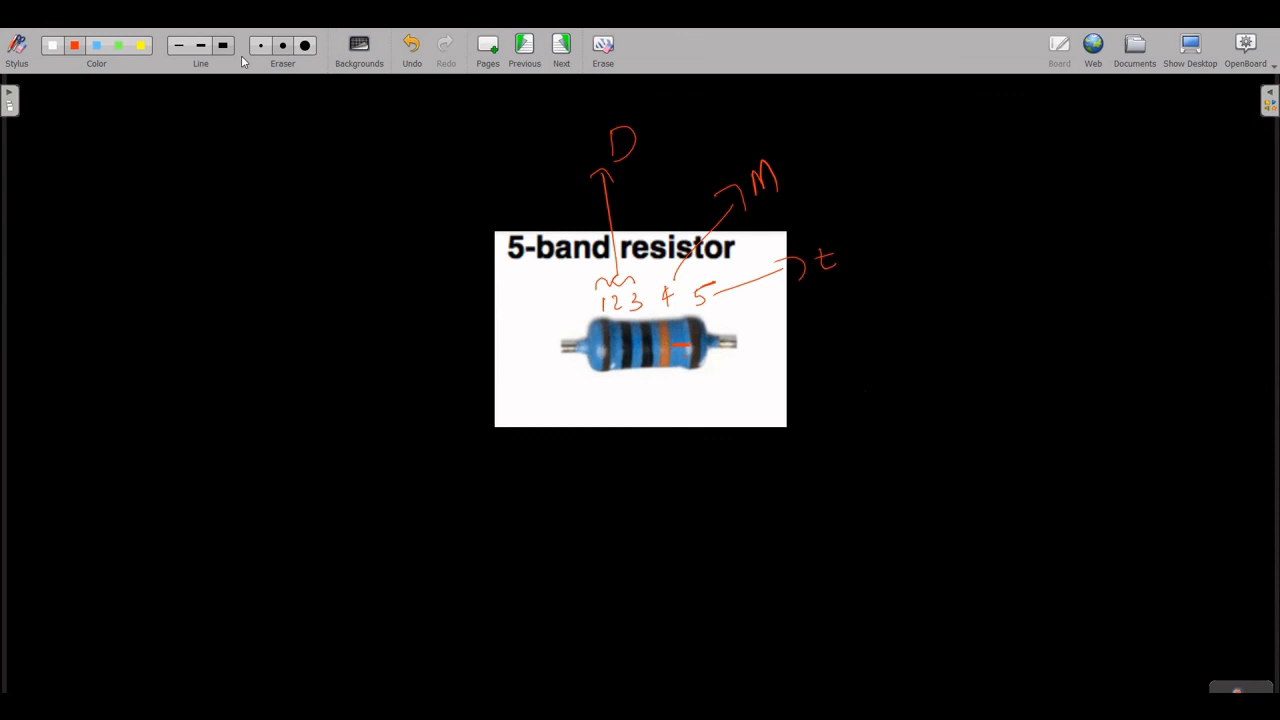 Stylus Color Line Eraser Backgrounds Undo Redo Pages Previous Next Erase Board Web Documents Show Desktop OpenBoard
D
M
5-band resistor
t
1 2 3 4 5